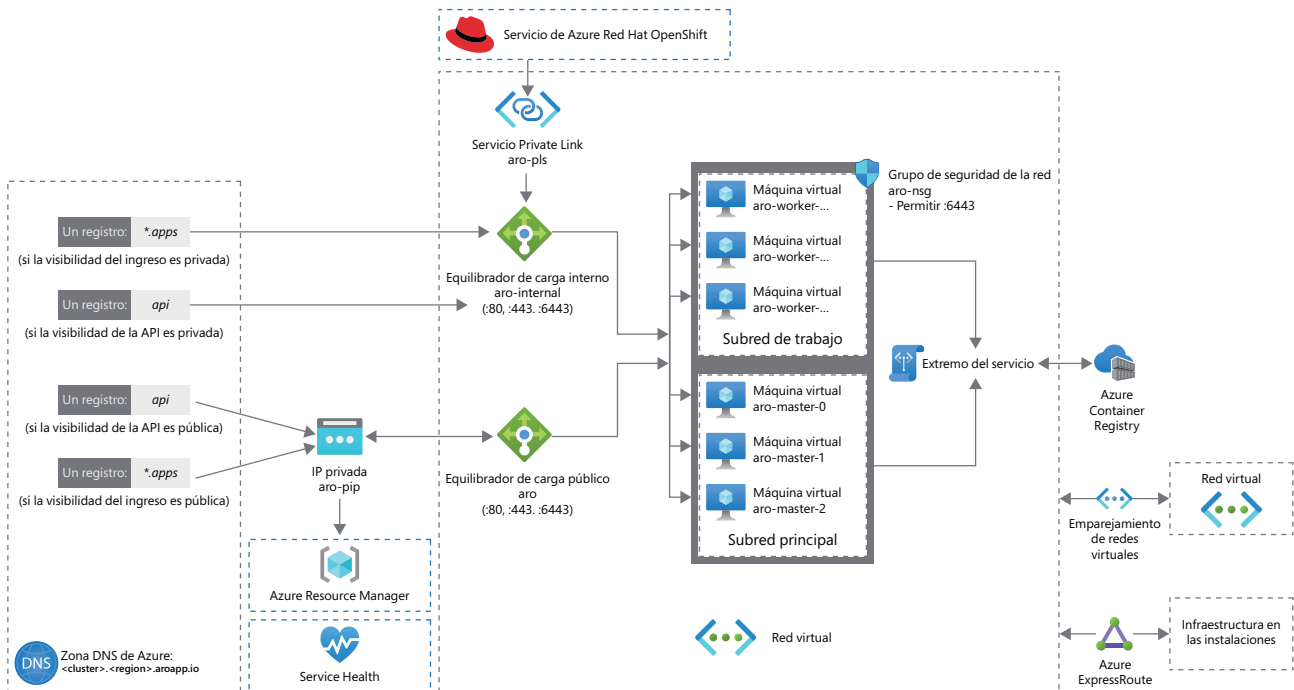 Servicio de Azure Red Hat OpenShift
Servicio Private Link
aro-pls
Un registro: *.apps
(si la visibilidad del ingreso es privada)
Un registro: api
(si la visibilidad de la API es privada)
Un registro: api
(si la visibilidad de la API es pública)
Un registro: *.apps
(si la visibilidad del ingreso es pública)
DNS
Zona DNS de Azure:
<cluster>.<region>.aroapp.io
IP privada
aro-pip
Azure Resource Manager
Service Health
Equilibrador de carga interno
aro-internal
(:80, :443. :6443)
Equilibrador de carga público
aro
(:80, :443. :6443)
Máquina virtual
aro-worker-...
Máquina virtual
aro-worker-...
Máquina virtual
aro-worker-...
Subred de trabajo
Máquina virtual
aro-master-0
Máquina virtual
aro-master-1
Máquina virtual
aro-master-2
Subred principal
Grupo de seguridad de la red
aro-nsg
- Permitir :6443
Extremo del servicio
Azure
Container
Registry
Red virtual
Emparejamiento
de redes
virtuales
Red virtual
Azure
ExpressRoute
Infraestructura en
las instalaciones